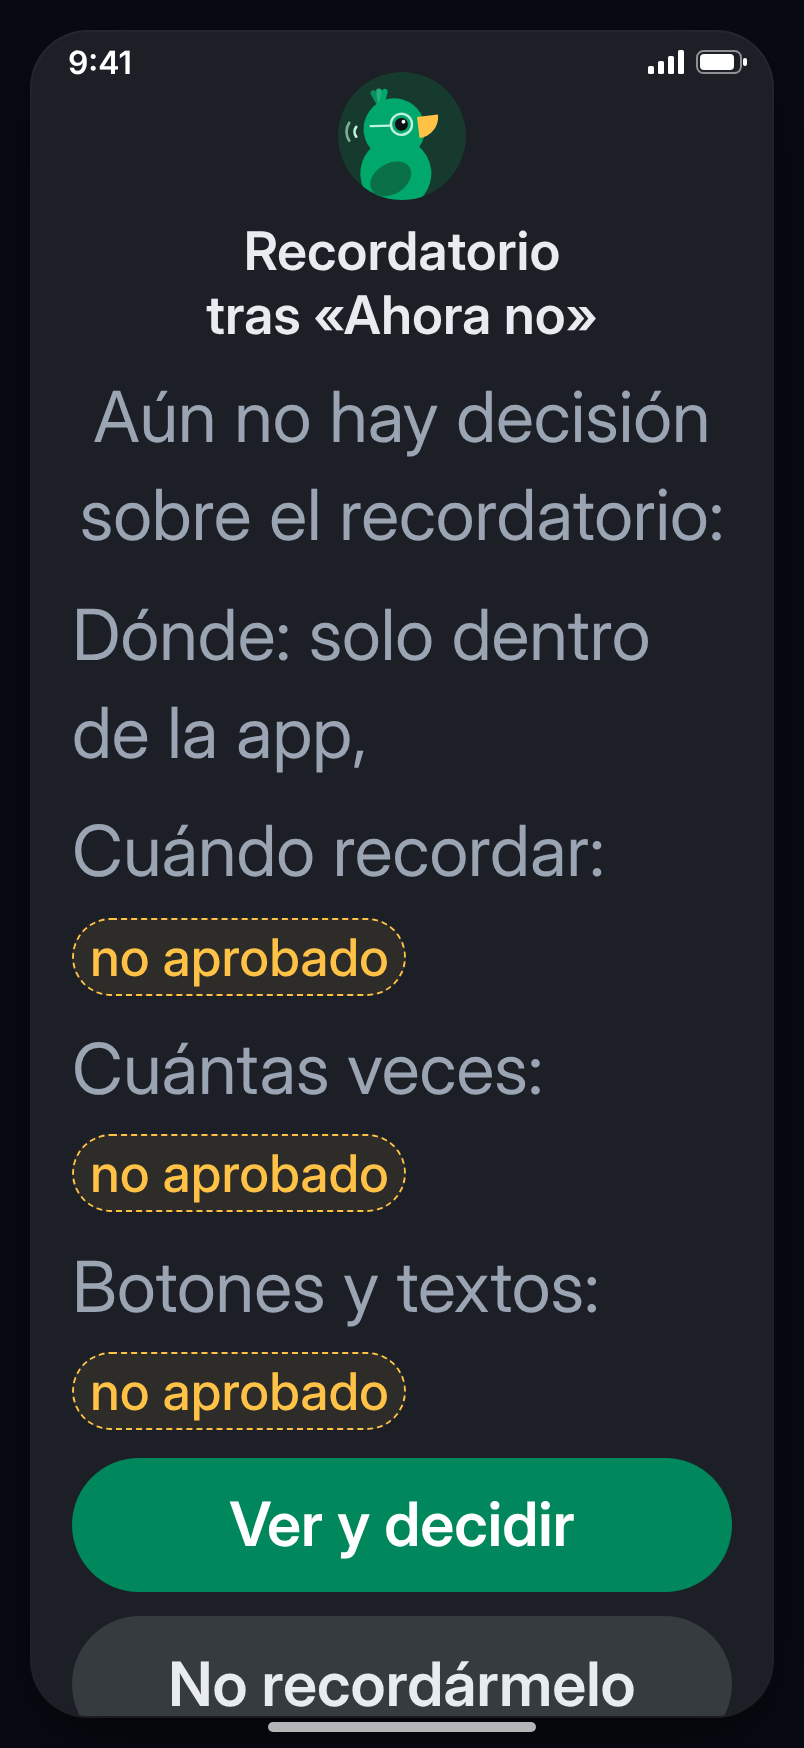 9:41
Recordatorio
tras «Ahora no»
Aún no hay decisión
sobre el recordatorio:
Dónde: solo dentro
de la app,
Cuándo recordar:
no aprobado
Cuántas veces:
no aprobado
Botones y textos:
no aprobado
Ver y decidir
No recordármelo